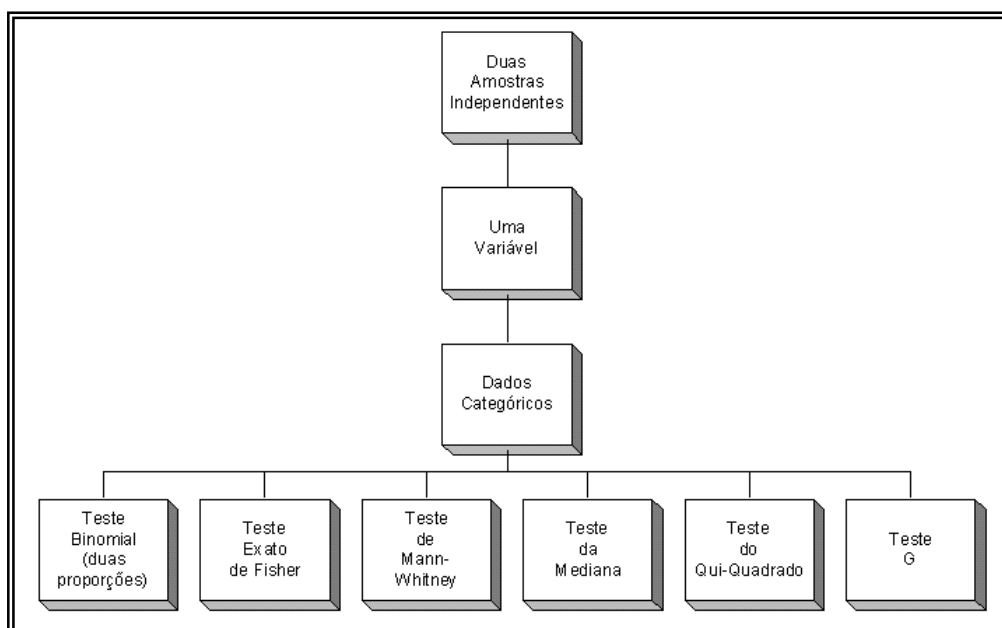 Duas
Amostras
Independentes
Uma
Variável
Dados
Categóricos
Teste
Binomial
(duas
proporções)
Teste
Exato
de Fisher
Teste
de
Mann-
Whitney
Teste
da
Mediana
Teste
do
Qui-Quadrado
Teste
G